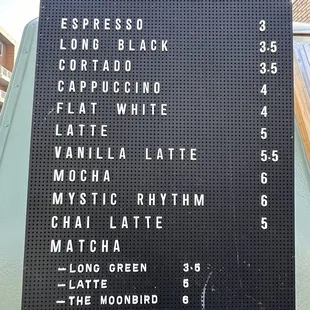 ESPRESSO 3
LONG BLACK 3.5
CORTADO 3.5
CAPPUCCINO 4
FLAT WHITE 4
LATTE 5
VANILLA LATTE 5.5
MOCHA 6
MYSTIC RHYTHM 6
CHAI LATTE 5
MATCHA
–LONG GREEN 3.5
–LATTE 5
–THE MOONBIRD 6